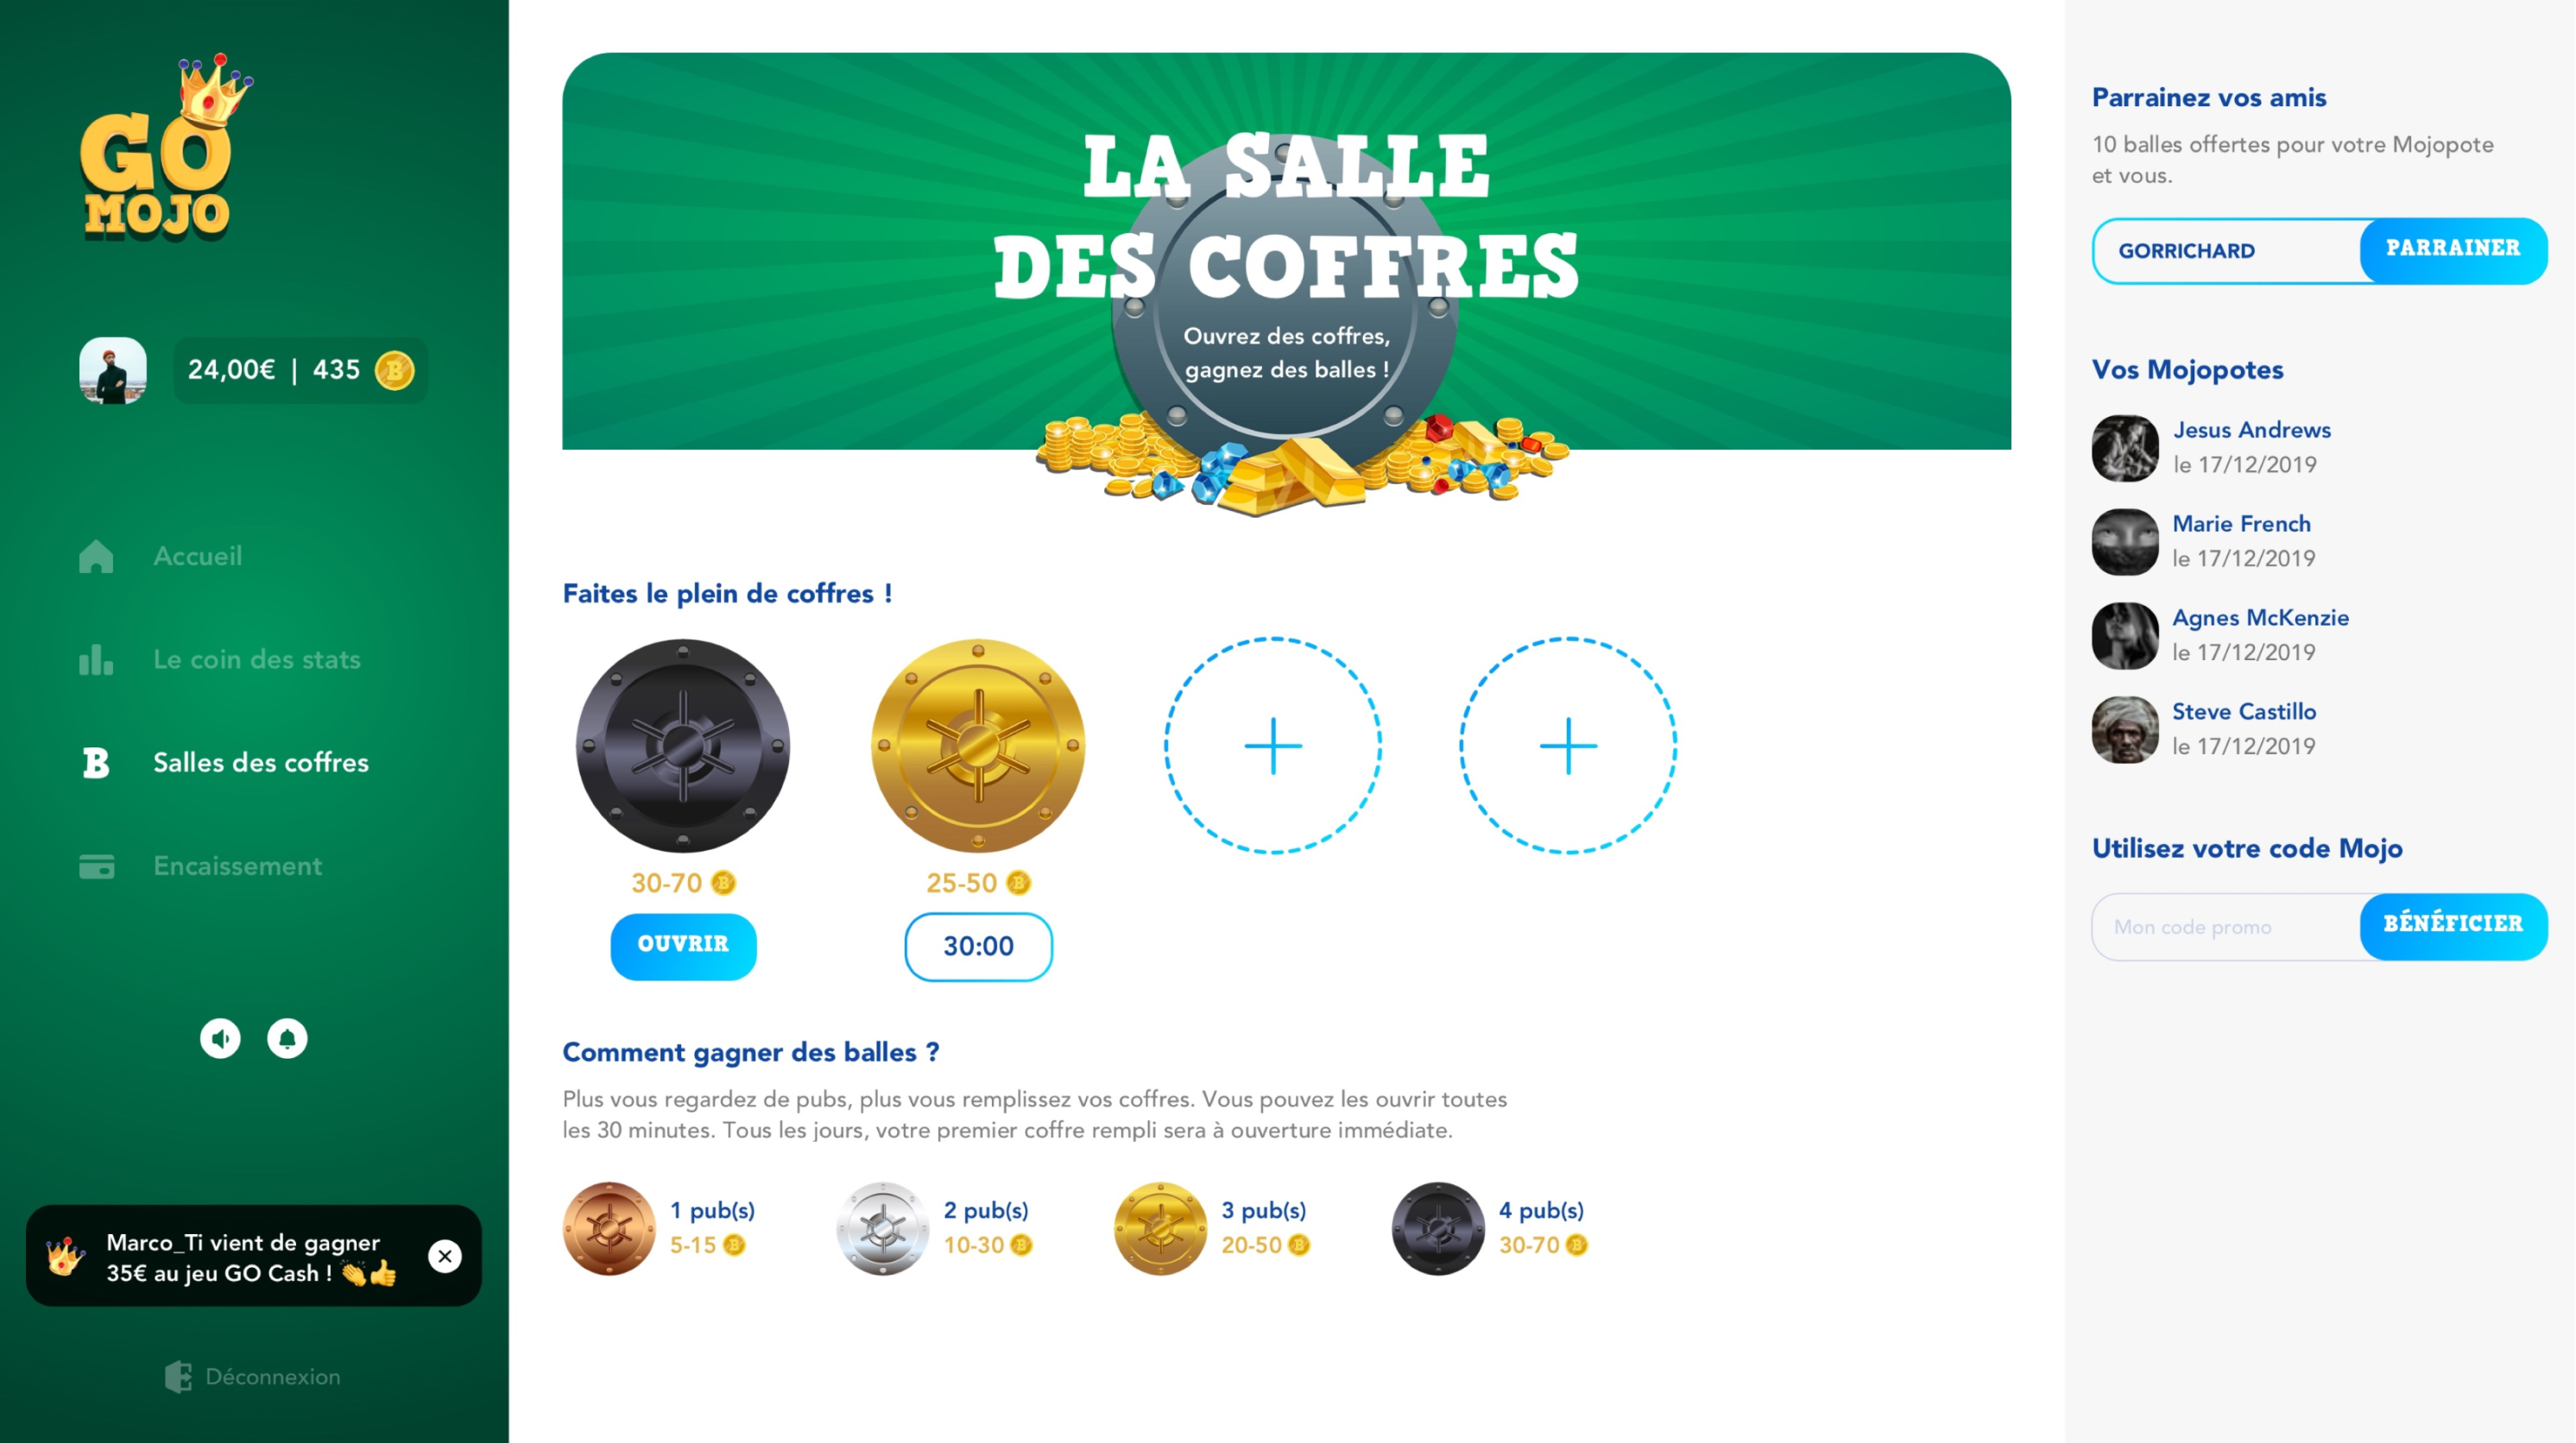 GO
MOJO
24,00€ | 435 B
Accueil
Le coin des stats
B Salles des coffres
Encaissement
Marco_Ti vient de gagner
35€ au jeu GO Cash ! 👏👍
Déconnexion
LA SALLE
DES COFFRES
Ouvrez des coffres,
gagnez des balles !
Faites le plein de coffres !
30-70 B
OUVRIR
25-50 B
30:00
Comment gagner des balles ?
Plus vous regardez de pubs, plus vous remplissez vos coffres. Vous pouvez les ouvrir toutes
les 30 minutes. Tous les jours, votre premier coffre rempli sera à ouverture immédiate.
1 pub(s)
5-15 B
2 pub(s)
10-30 B
3 pub(s)
20-50 B
4 pub(s)
30-70 B
Parrainez vos amis
10 balles offertes pour votre Mojopote
et vous.
GORRICHARD PARRAINER
Vos Mojopotes
Jesus Andrews
le 17/12/2019
Marie French
le 17/12/2019
Agnes McKenzie
le 17/12/2019
Steve Castillo
le 17/12/2019
Utilisez votre code Mojo
Mon code promo BÉNÉFICIER